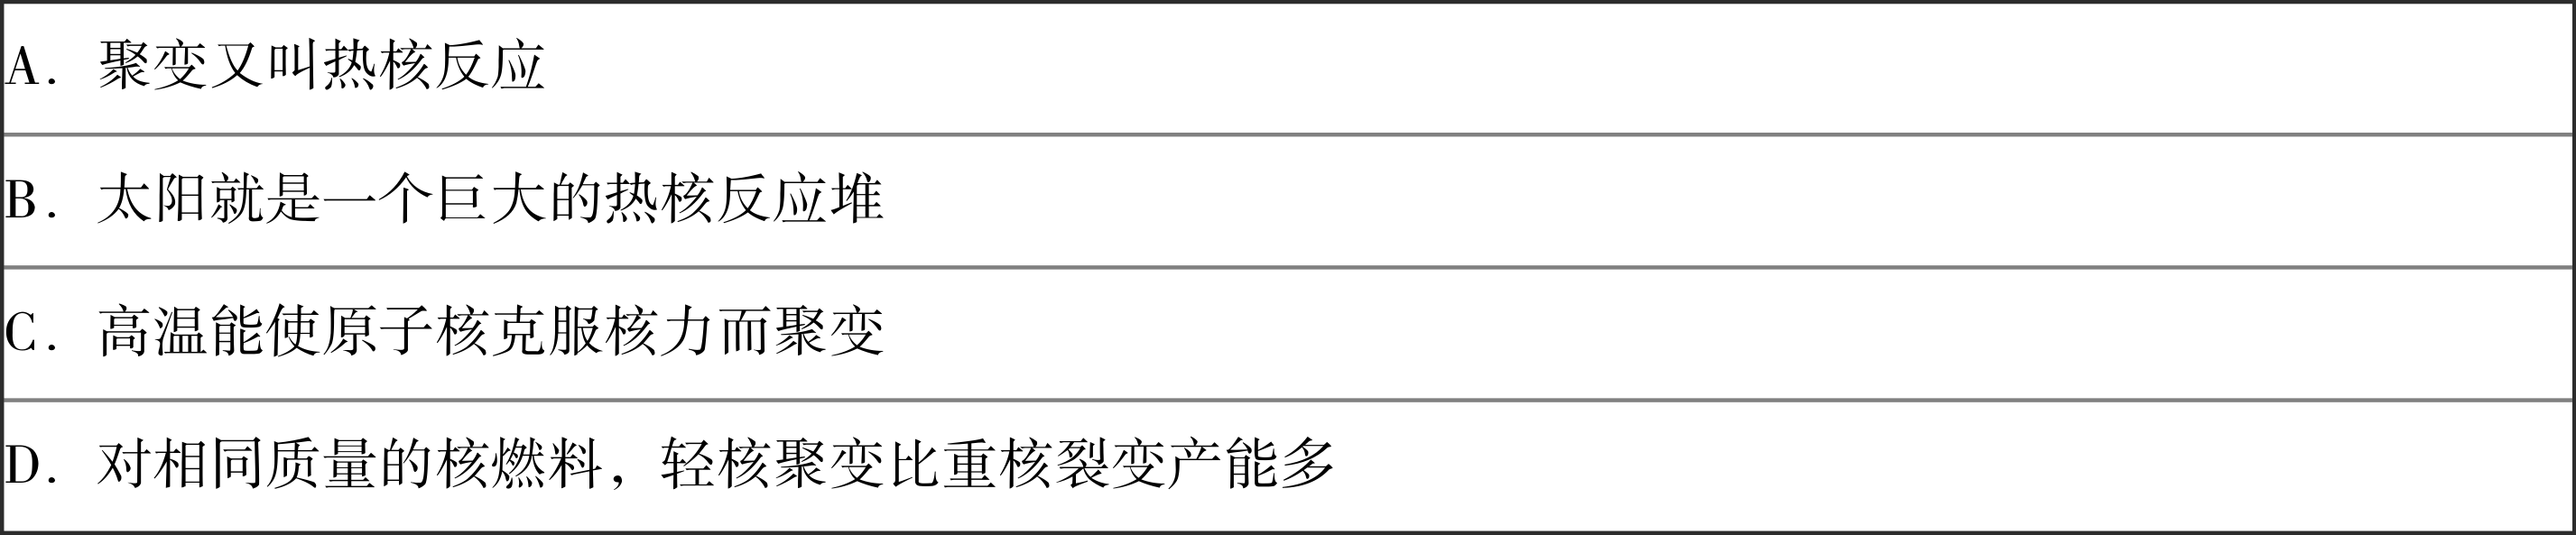 A. 聚变又叫热核反应
B. 太阳就是一个巨大的热核反应堆
C. 高温能使原子核克服核力而聚变
D. 对相同质量的核燃料，轻核聚变比重核裂变产能多